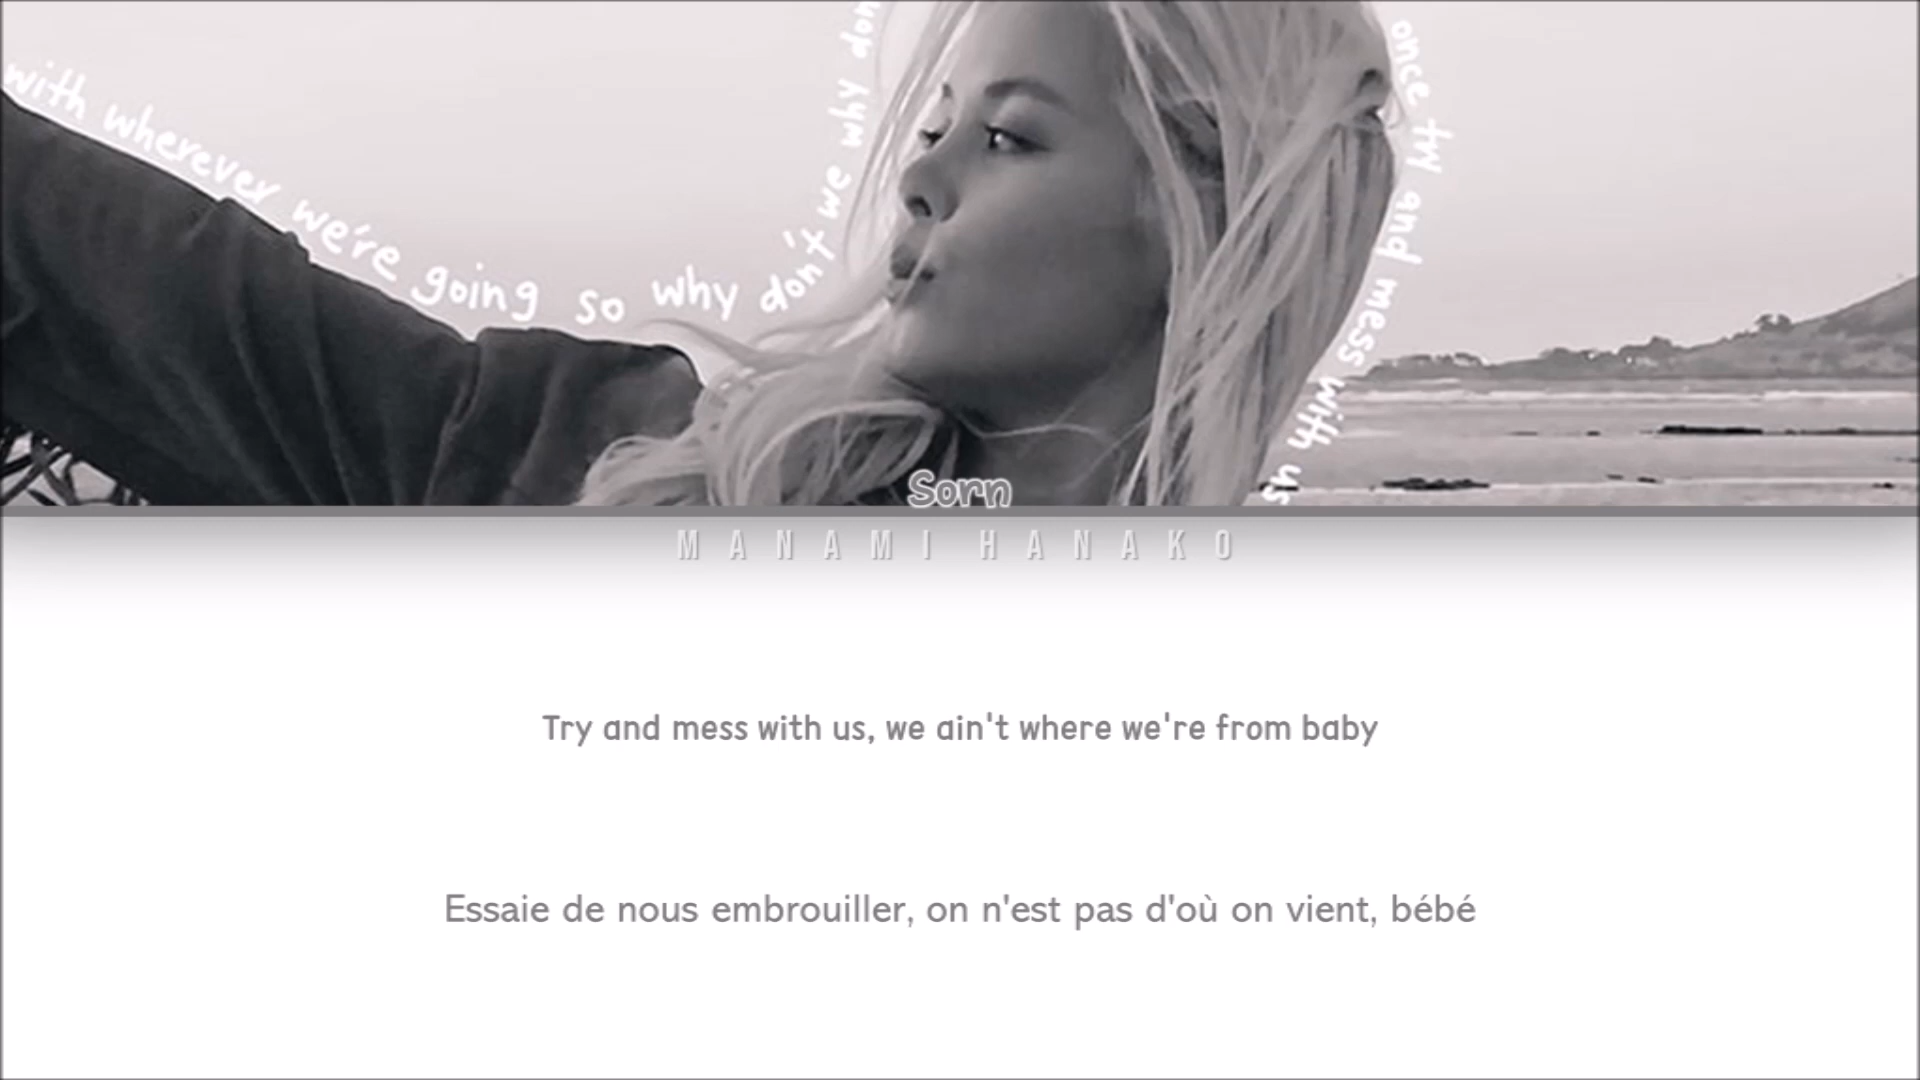 with wherever we're going so why don't we why don
once try and mess with us
Sorn
MANAMI HANAKO
Try and mess with us, we ain't where we're from baby
Essaie de nous embrouiller, on n'est pas d'où on vient, bébé